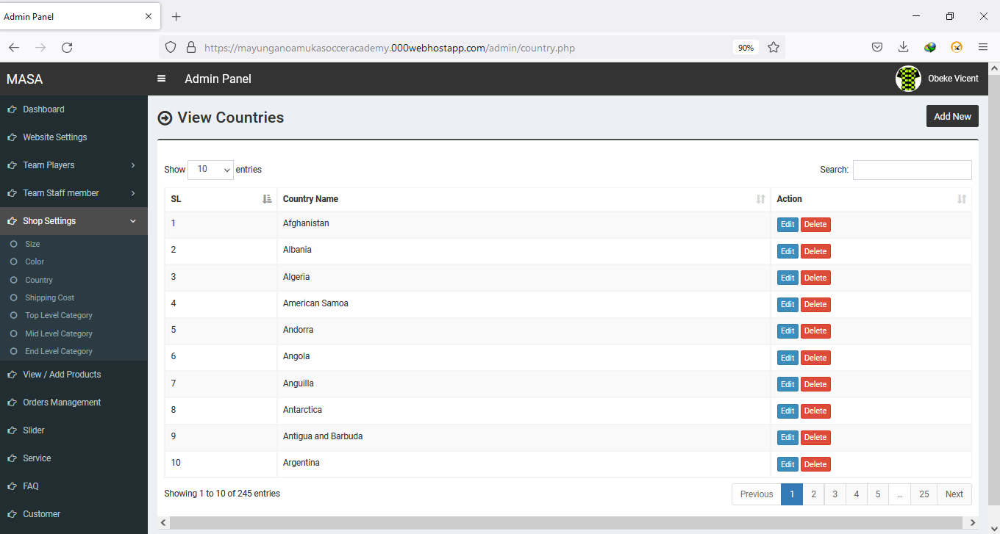 Admin Panel
https://mayunganoamukasocceracademy.000webhostapp.com/admin/country.php
90%
MASA
Admin Panel
Obeke Vicent
Dashboard
Website Settings
Team Players
Team Staff member
Shop Settings
Size
Color
Country
Shipping Cost
Top Level Category
Mid Level Category
End Level Category
View / Add Products
Orders Management
Slider
Service
FAQ
Customer
View Countries
Add New
Show 10 entries
Search:
SL Country Name Action
1 Afghanistan Edit Delete
2 Albania Edit Delete
3 Algeria Edit Delete
4 American Samoa Edit Delete
5 Andorra Edit Delete
6 Angola Edit Delete
7 Anguilla Edit Delete
8 Antarctica Edit Delete
9 Antigua and Barbuda Edit Delete
10 Argentina Edit Delete
Showing 1 to 10 of 245 entries
Previous 1 2 3 4 5 ... 25 Next